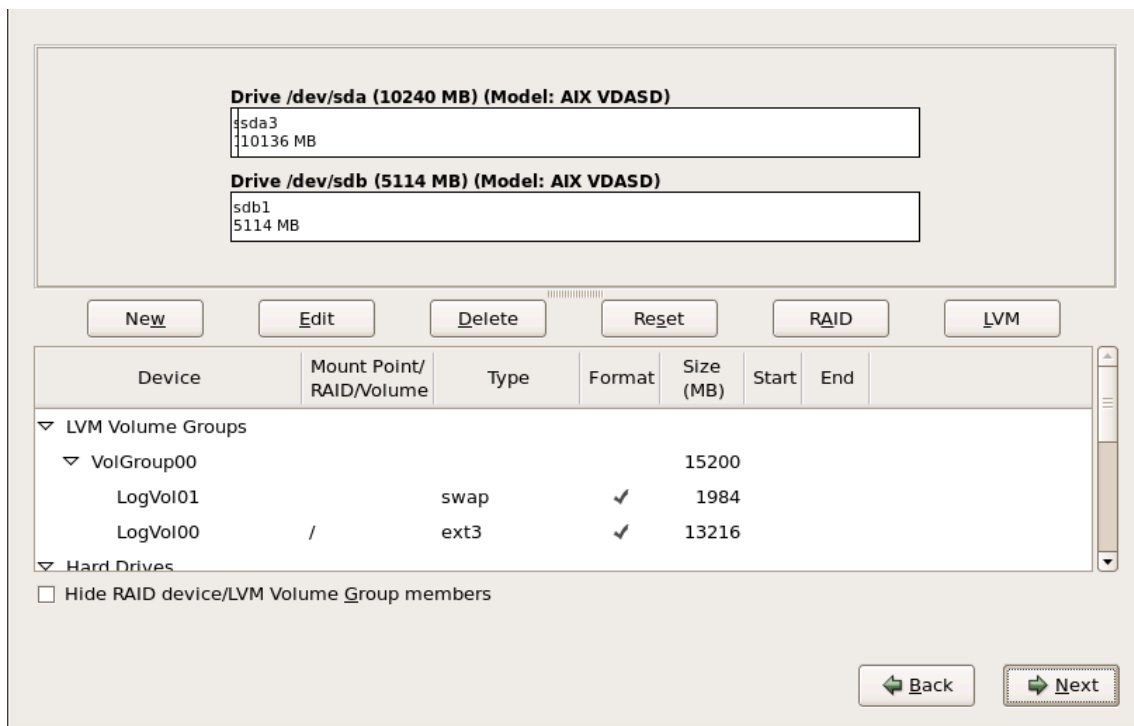 Drive /dev/sda (10240 MB) (Model: AIX VDASD)
sda3
10136 MB
Drive /dev/sdb (5114 MB) (Model: AIX VDASD)
sdb1
5114 MB
New Edit Delete Reset RAID LVM
Device Mount Point/ RAID/Volume Type Format Size (MB) Start End
LVM Volume Groups
VolGroup00 15200
LogVol01 swap 1984
LogVol00 / ext3 13216
Hard Drives
Hide RAID device/LVM Volume Group members
Back Next